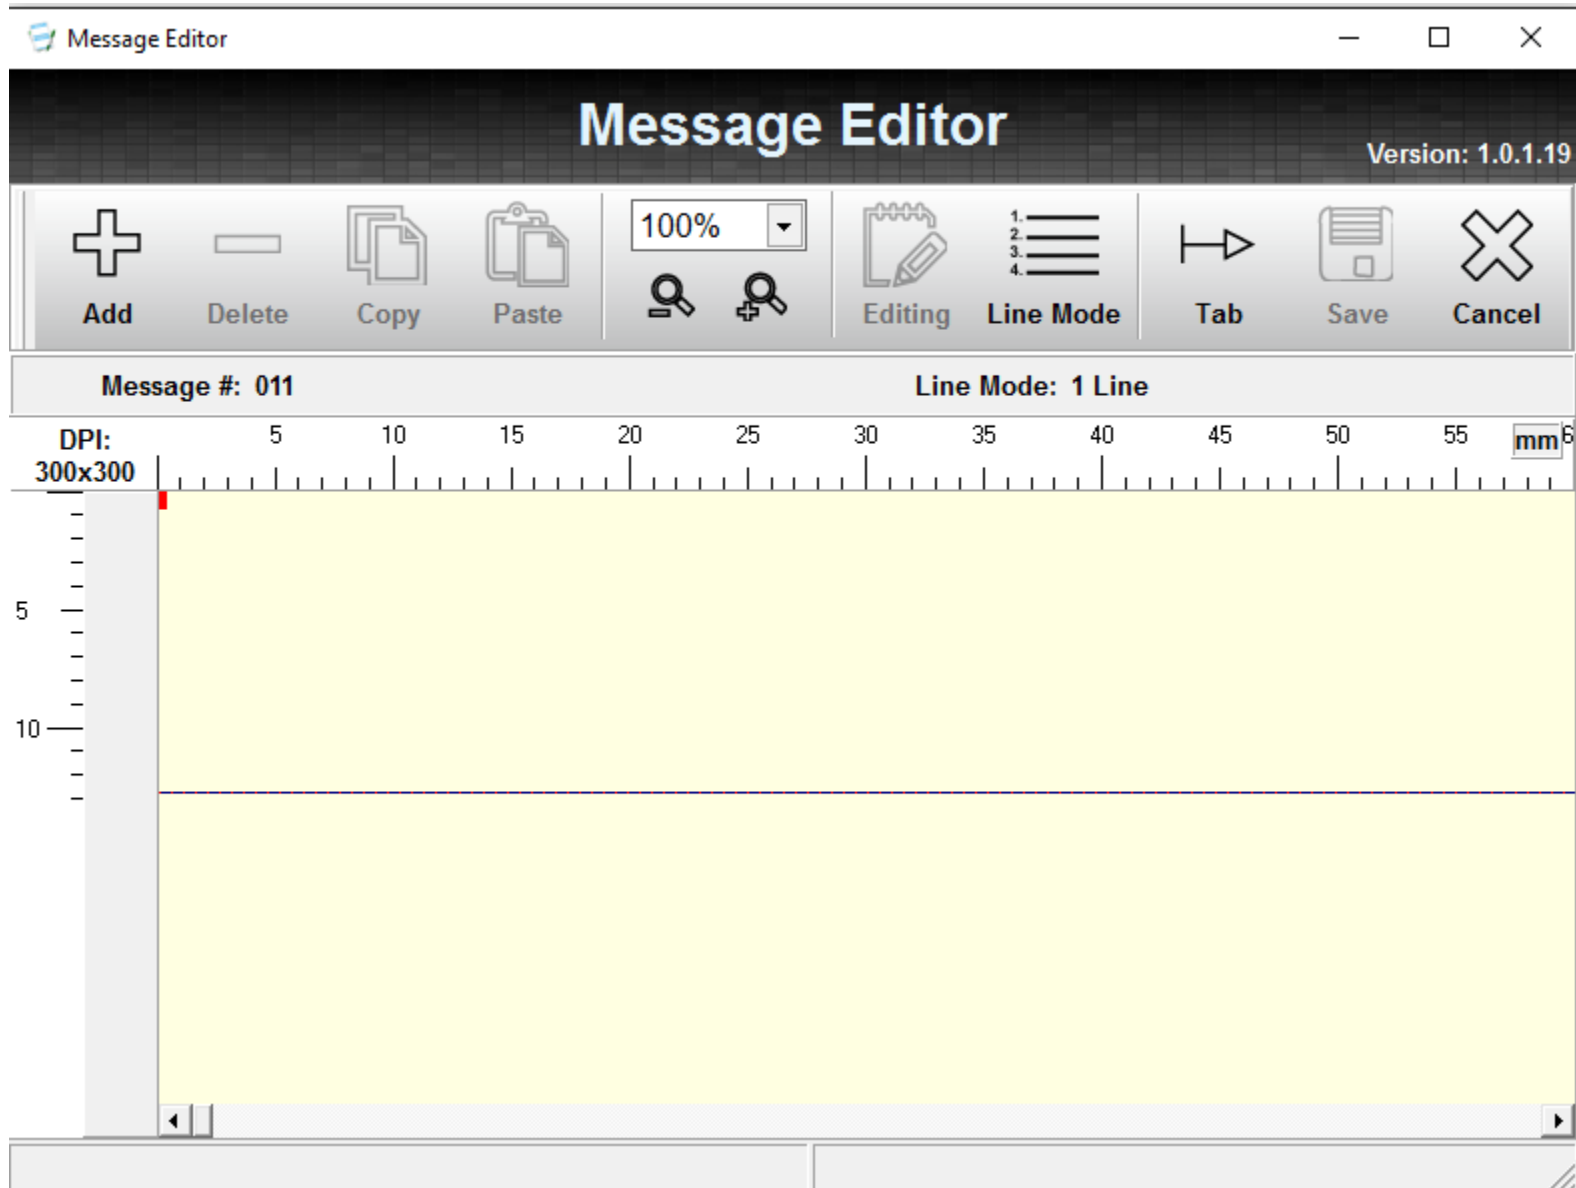 Message Editor
Message Editor
Version: 1.0.1.19
100%
1.
2.
3.
4.
Add Delete Copy Paste Editing Line Mode Tab Save Cancel
Message #: 011 Line Mode: 1 Line
DPI: 5 10 15 20 25 30 35 40 45 50 55 mm 6
300x300
5
10